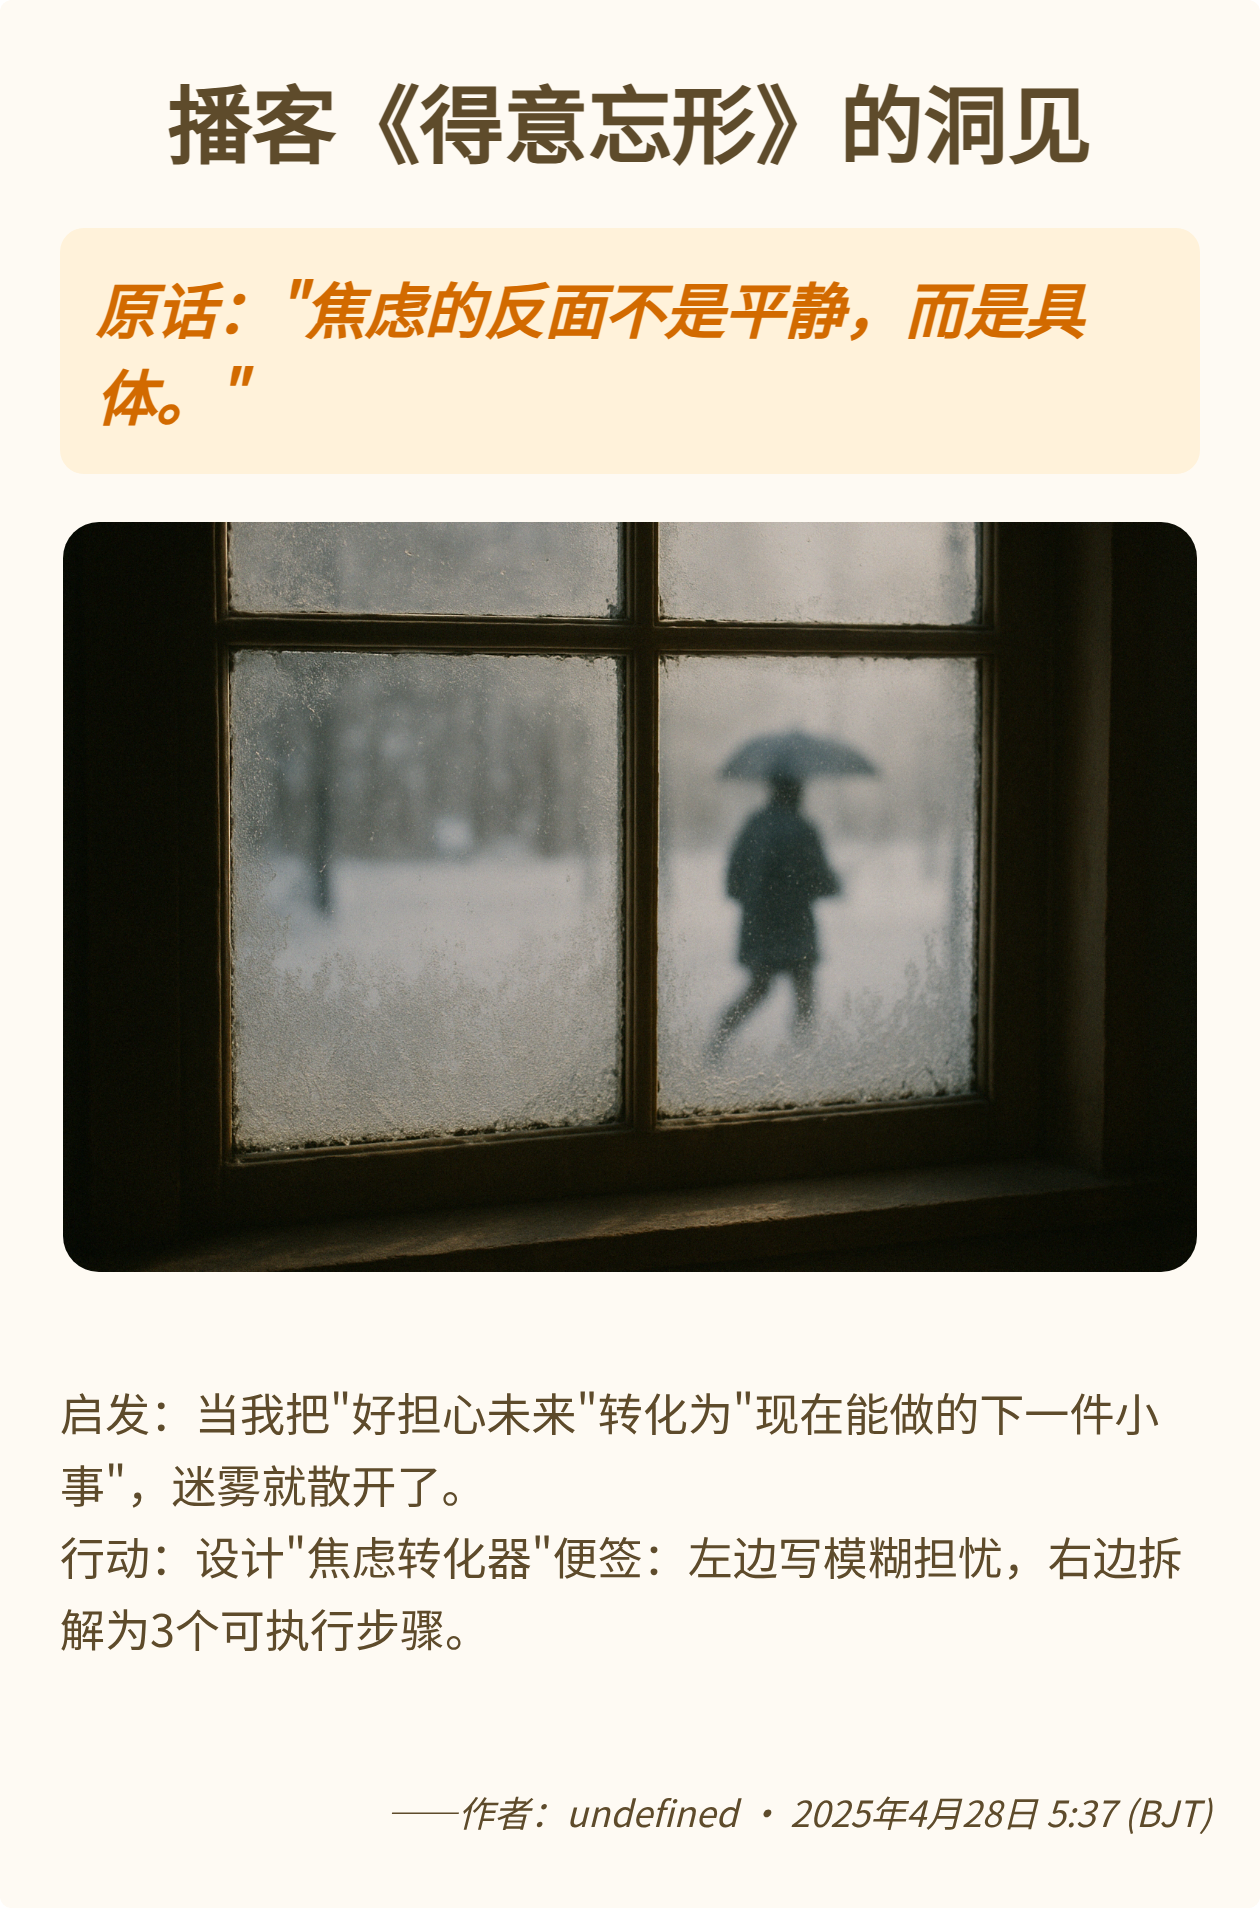 播客《得意忘形》的洞见
原话："焦虑的反面不是平静，而是具
体。"
启发：当我把"好担心未来"转化为"现在能做的下一件小
事"，迷雾就散开了。
行动：设计"焦虑转化器"便签：左边写模糊担忧，右边拆
解为3个可执行步骤。
——作者：undefined • 2025年4月28日 5:37 (BJT)